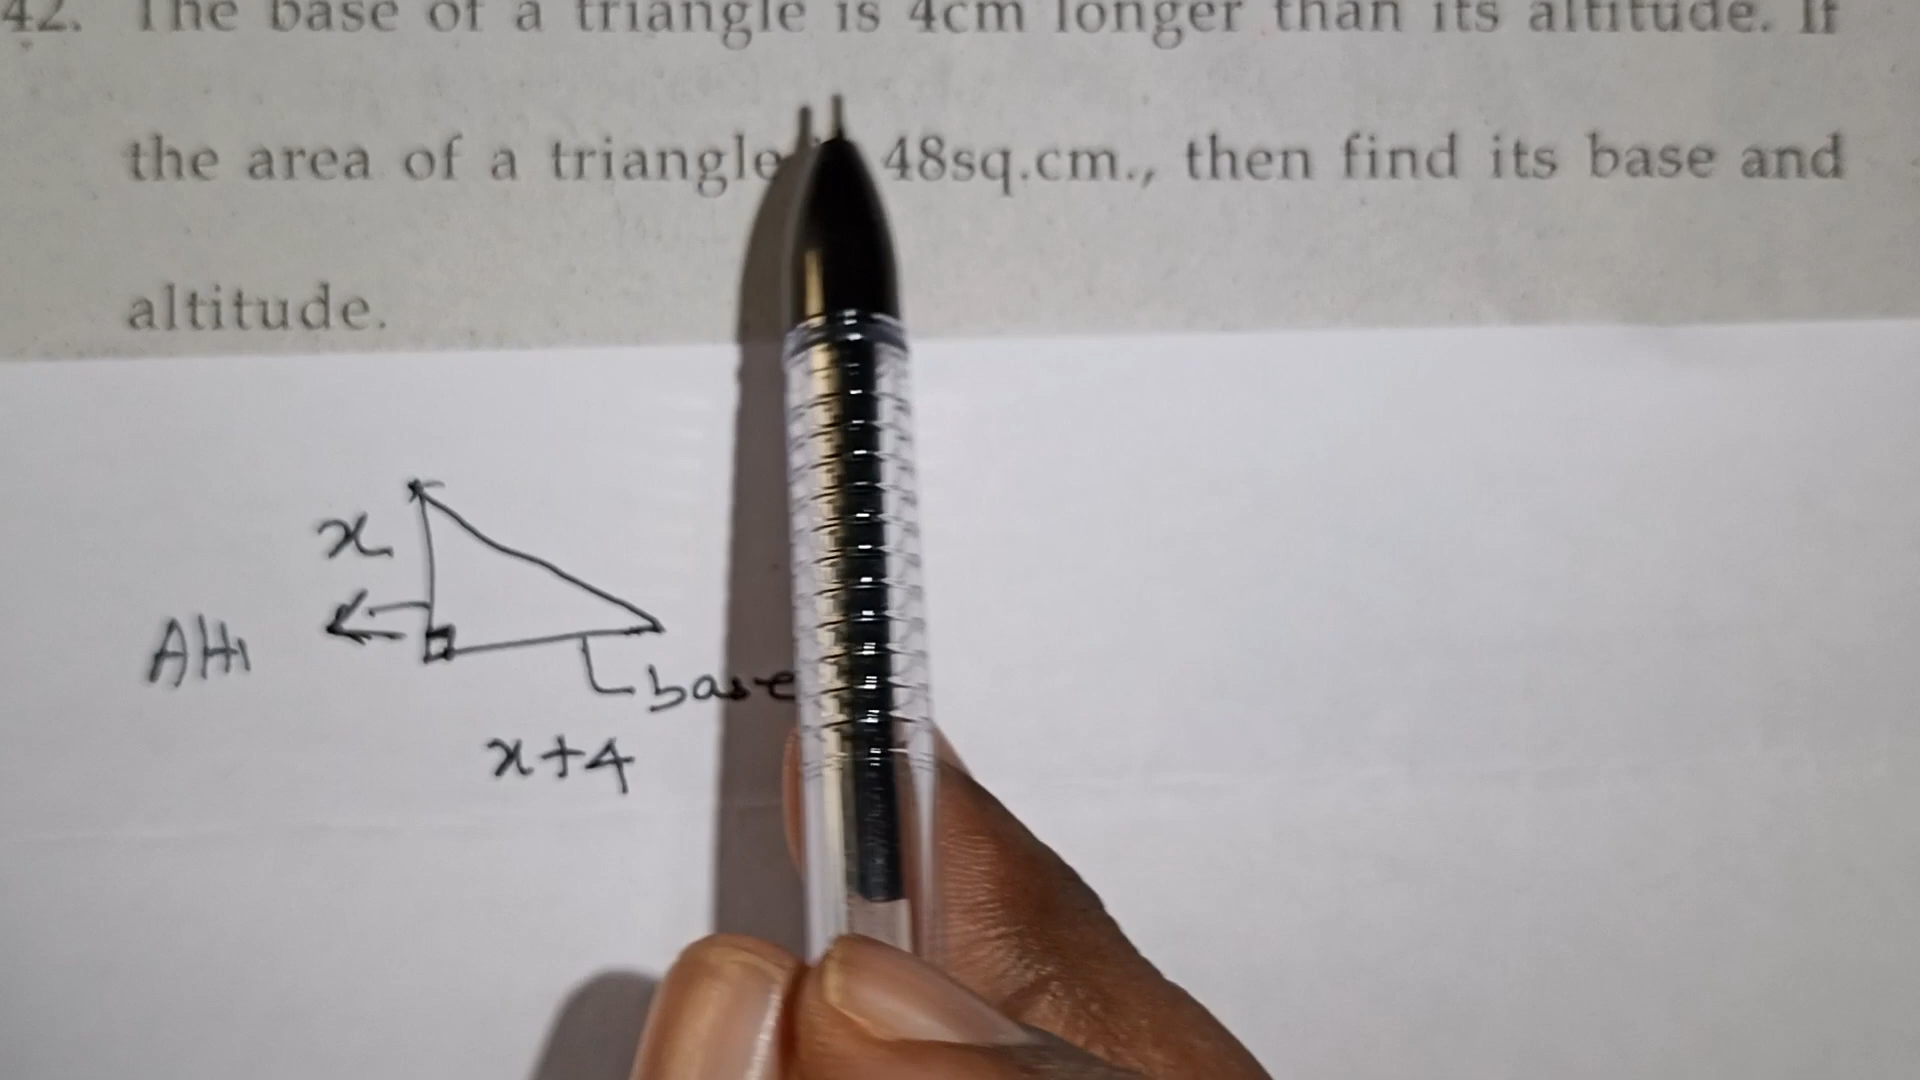 42. The base of a triangle is 4cm longer than its altitude. If
the area of a triangle 48sq.cm., then find its base and
altitude.
x
Alti
base
x+4